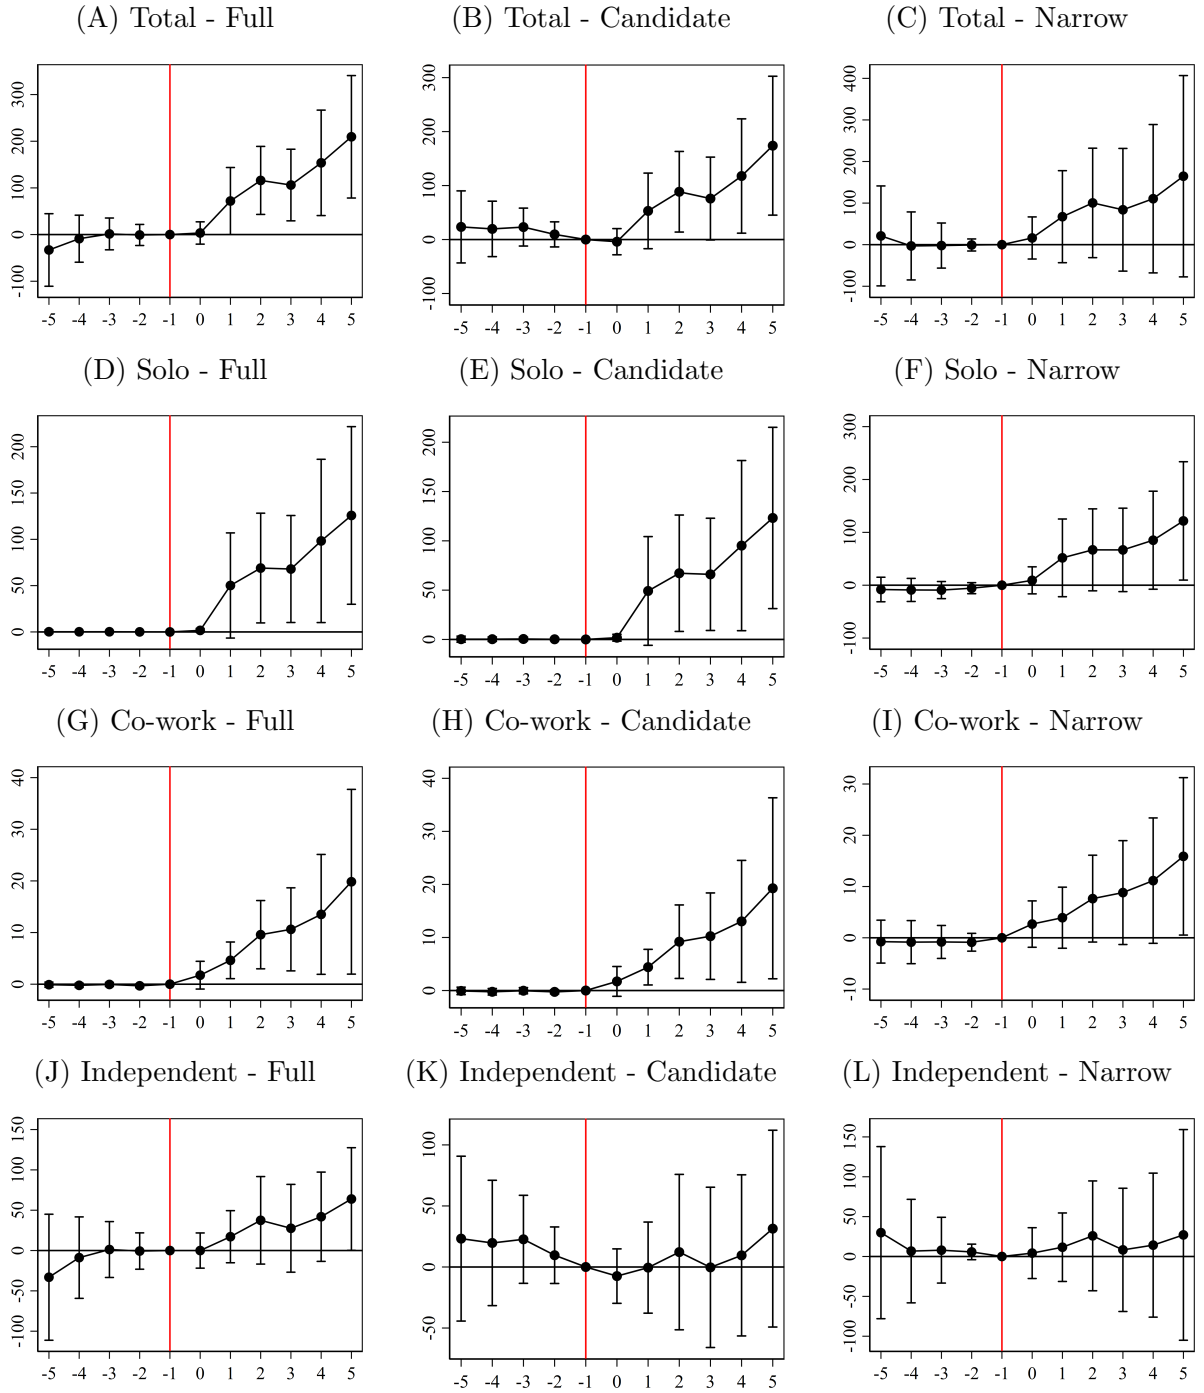 (A) Total - Full (B) Total - Candidate (C) Total - Narrow
-100 0 100 200 300
-5 -4 -3 -2 -1 0 1 2 3 4 5
-100 0 100 200 300
-5 -4 -3 -2 -1 0 1 2 3 4 5
-100 0 100 200 300 400
-5 -4 -3 -2 -1 0 1 2 3 4 5
(D) Solo - Full (E) Solo - Candidate (F) Solo - Narrow
0 50 100 150 200
-5 -4 -3 -2 -1 0 1 2 3 4 5
0 50 100 150 200
-5 -4 -3 -2 -1 0 1 2 3 4 5
-100 0 100 200 300
-5 -4 -3 -2 -1 0 1 2 3 4 5
(G) Co-work - Full (H) Co-work - Candidate (I) Co-work - Narrow
0 10 20 30 40
-5 -4 -3 -2 -1 0 1 2 3 4 5
0 10 20 30 40
-5 -4 -3 -2 -1 0 1 2 3 4 5
-10 0 10 20 30
-5 -4 -3 -2 -1 0 1 2 3 4 5
(J) Independent - Full (K) Independent - Candidate (L) Independent - Narrow
-100 -50 0 50 100 150
-5 -4 -3 -2 -1 0 1 2 3 4 5
-50 0 50 100
-5 -4 -3 -2 -1 0 1 2 3 4 5
-100 -50 0 50 100 150
-5 -4 -3 -2 -1 0 1 2 3 4 5